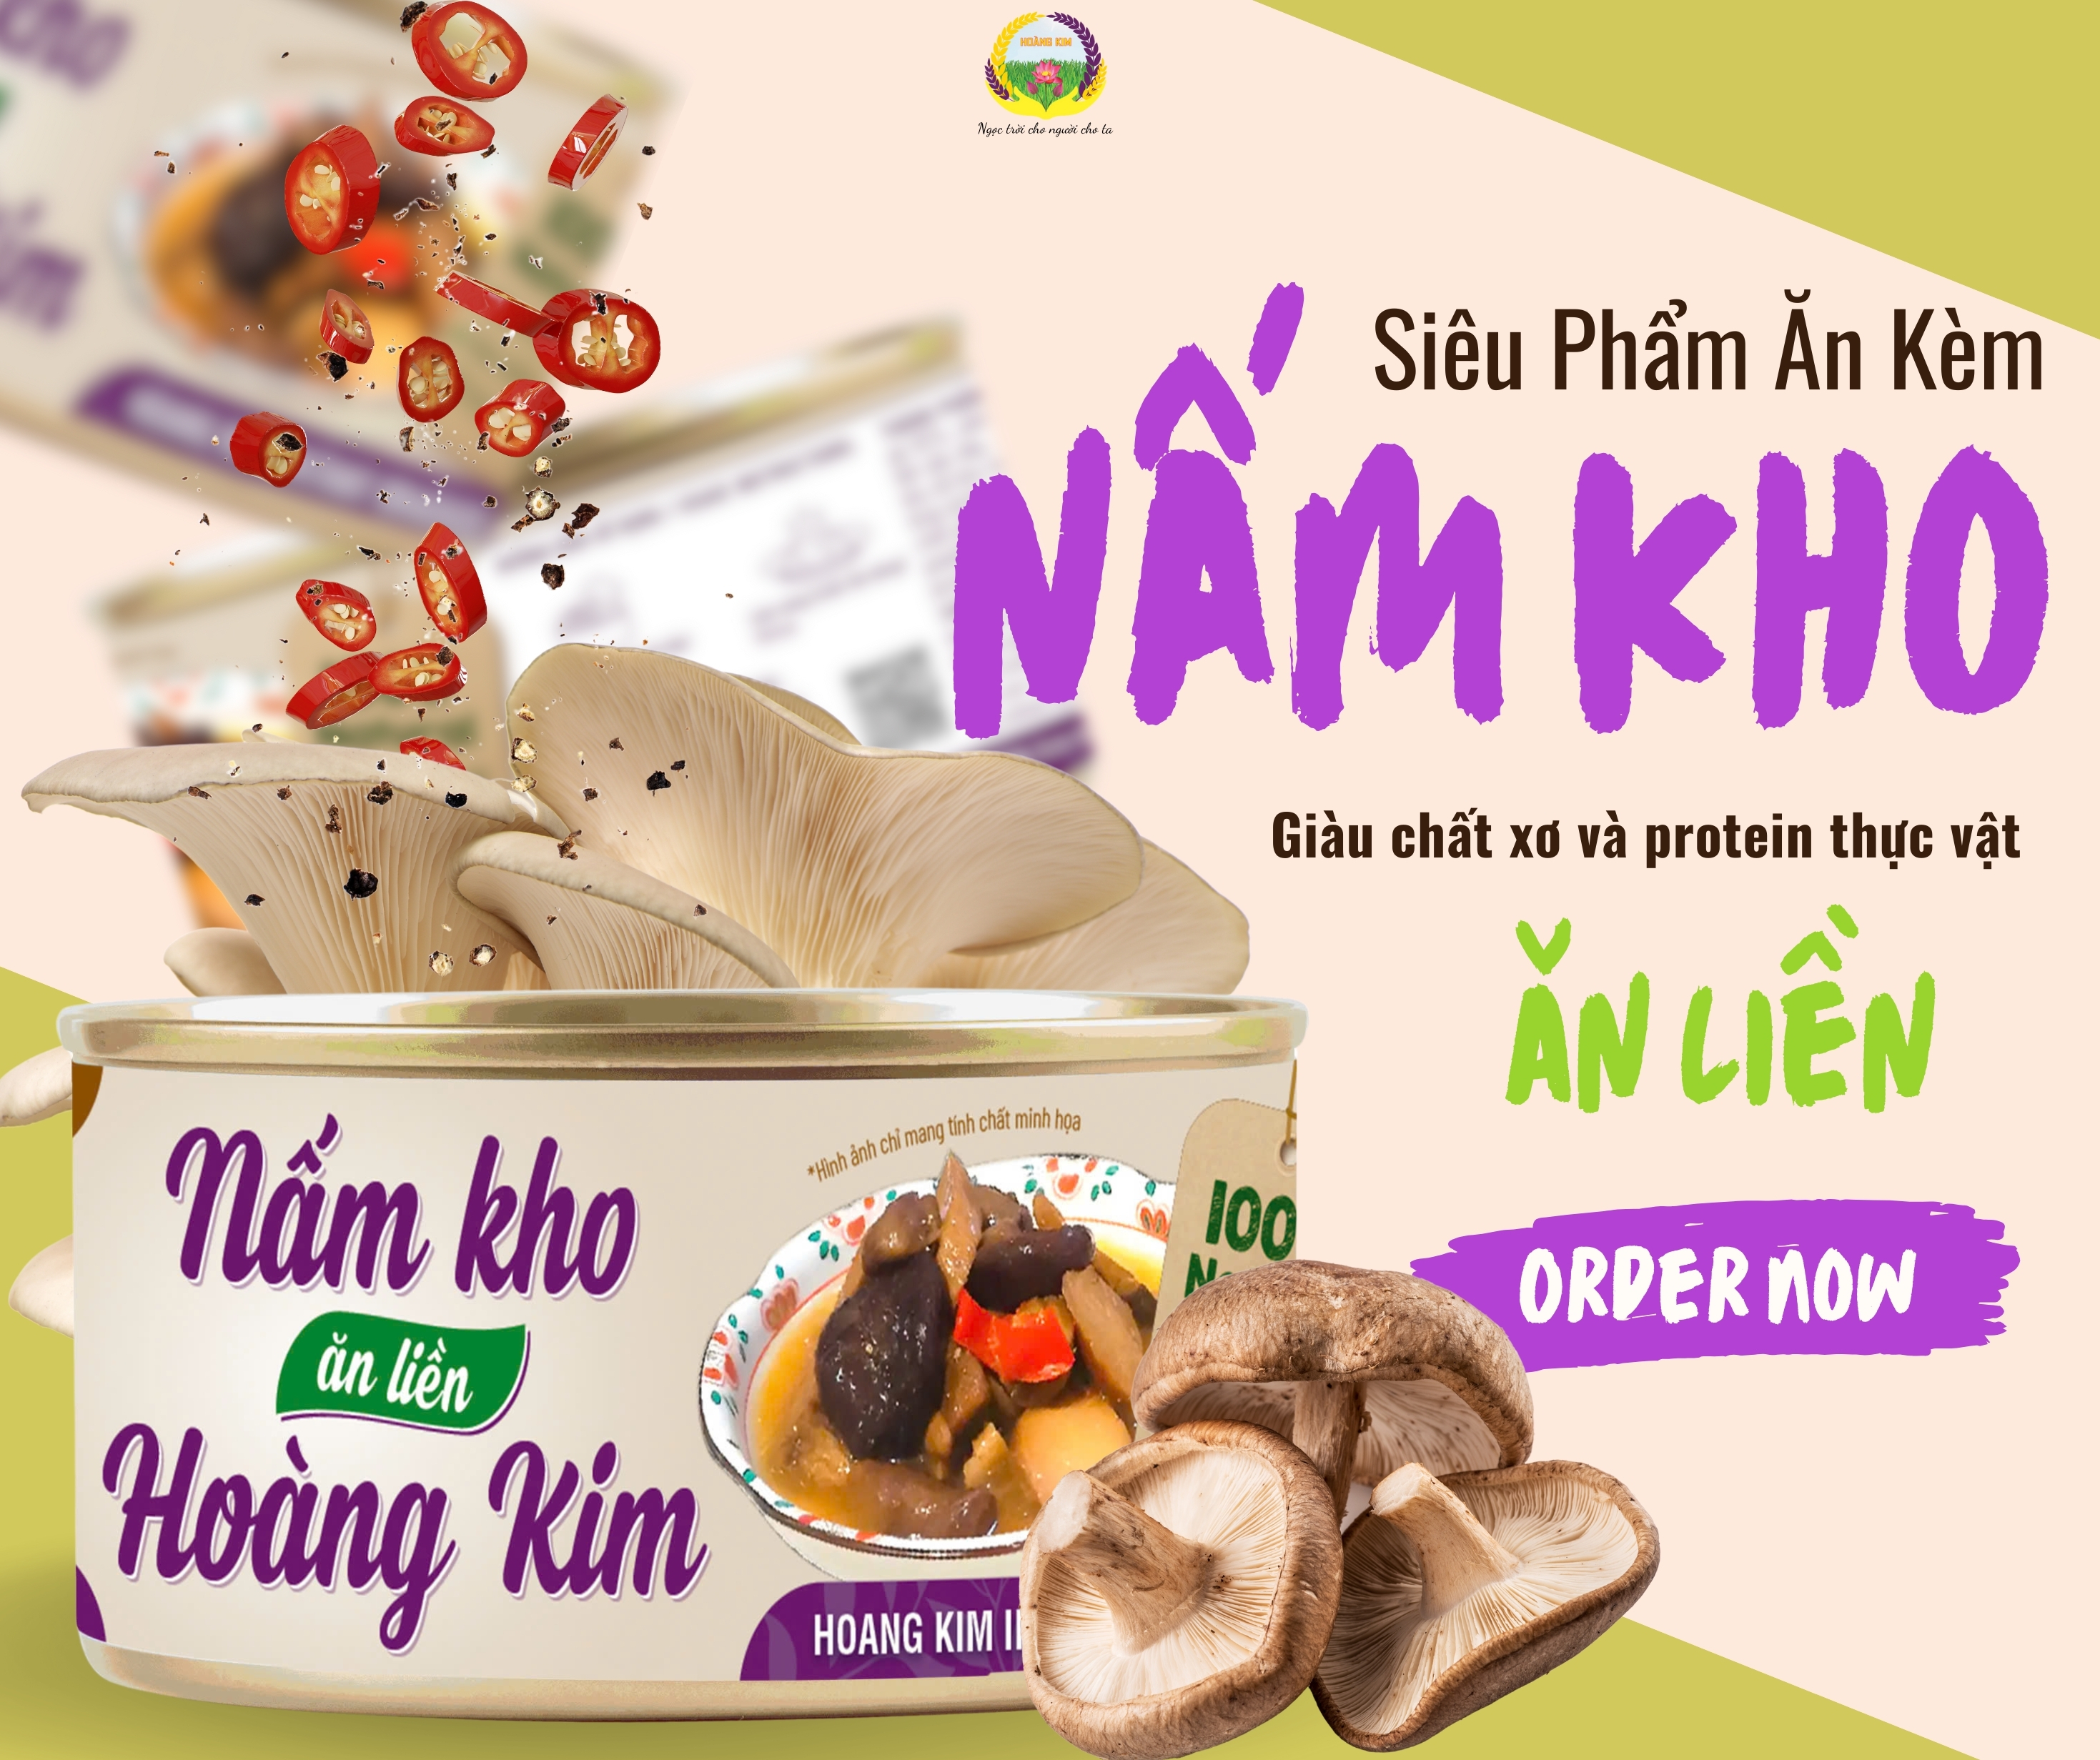 HOÀNG KIM
Ngọc trời cho người cho ta
Siêu Phẩm Ăn Kèm
NẤM KHO
Giàu chất xơ và protein thực vật
ĂN LIỀN
ORDER NOW
*Hình ảnh chỉ mang tính chất minh họa
Nấm kho
ăn liền
Hoàng Kim
100
HOANG KIM